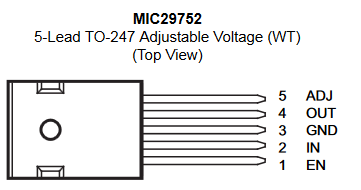 MIC29752
5-Lead TO-247 Adjustable Voltage (WT)
(Top View)
5 ADJ
4 OUT
3 GND
2 IN
1 EN